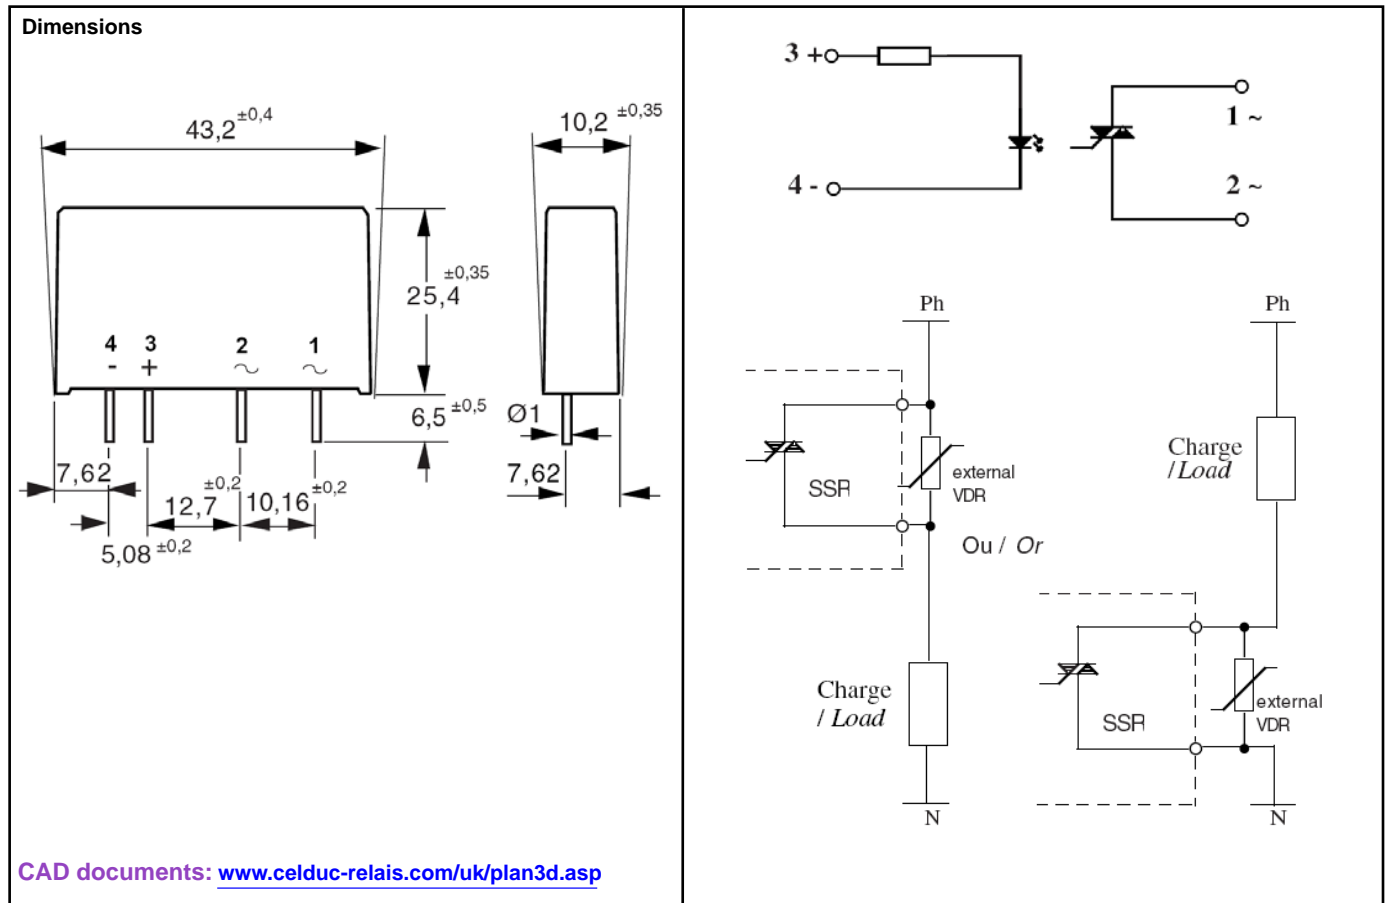 Dimensions
43,2 ±0,4
10,2 ±0,35
±0,35
25,4
4 3 2 1
- + ~ ~
6,5 ±0,5
Ø1
7,62
7,62
±0,2
12,7
10,16 ±0,2
5,08 ±0,2
CAD documents: www.celduc-relais.com/uk/plan3d.asp
3 +
4 -
1 ~
2 ~
Ph
SSR
external
VDR
Ou / Or
Charge
/ Load
N
Ph
Charge
/Load
SSR
external
VDR
N